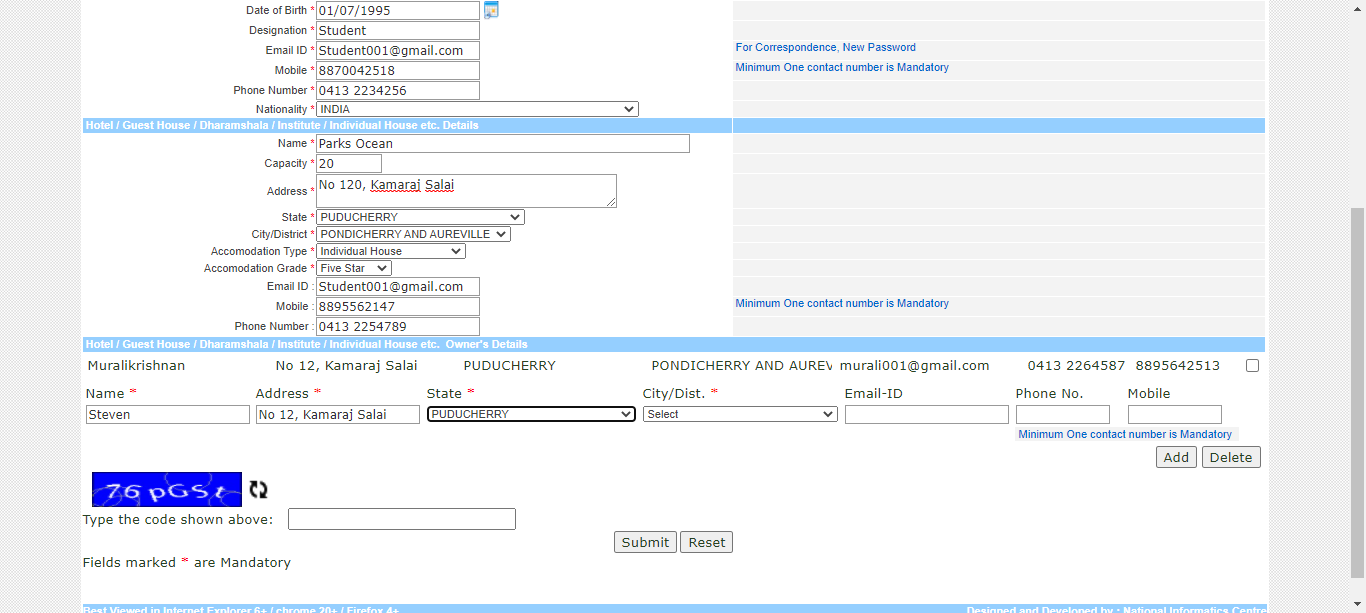 Date of Birth * 01/07/1995
Designation * Student
Email ID * Student001@gmail.com For Correspondence, New Password
Mobile * 8870042518 Minimum One contact number is Mandatory
Phone Number * 0413 2234256
Nationality * INDIA
Hotel / Guest House / Dharamshala / Institute / Individual House etc. Details
Name * Parks Ocean
Capacity * 20
Address * No 120, Kamaraj Salai
State * PUDUCHERRY
City/District * PONDICHERRY AND AUREVILLE
Accomodation Type * Individual House
Accomodation Grade * Five Star
Email ID : Student001@gmail.com
Mobile : 8895562147 Minimum One contact number is Mandatory
Phone Number : 0413 2254789
Hotel / Guest House / Dharamshala / Institute / Individual House etc. Owner's Details
Muralikrishnan No 12, Kamaraj Salai PUDUCHERRY PONDICHERRY AND AUREV murali001@gmail.com 0413 2264587 8895642513
Name * Address * State * City/Dist. * Email-ID Phone No. Mobile
Steven No 12, Kamaraj Salai PUDUCHERRY Select
Minimum One contact number is Mandatory
Add Delete
76pGSt
Type the code shown above:
Submit Reset
Fields marked * are Mandatory
Best Viewed in Internet Explorer 6+ / chrome 20+ / Firefox 4+ Designed and Developed by : National Informatics Centre